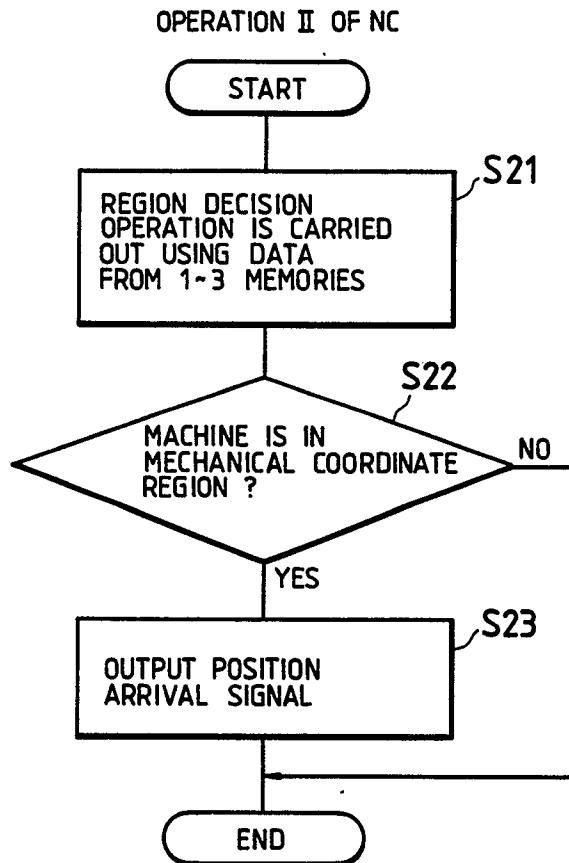 OPERATION II OF NC
START
S21
REGION DECISION
OPERATION IS CARRIED
OUT USING DATA
FROM 1~3 MEMORIES
S22
MACHINE IS IN
MECHANICAL COORDINATE
REGION ?
NO
YES
S23
OUTPUT POSITION
ARRIVAL SIGNAL
END